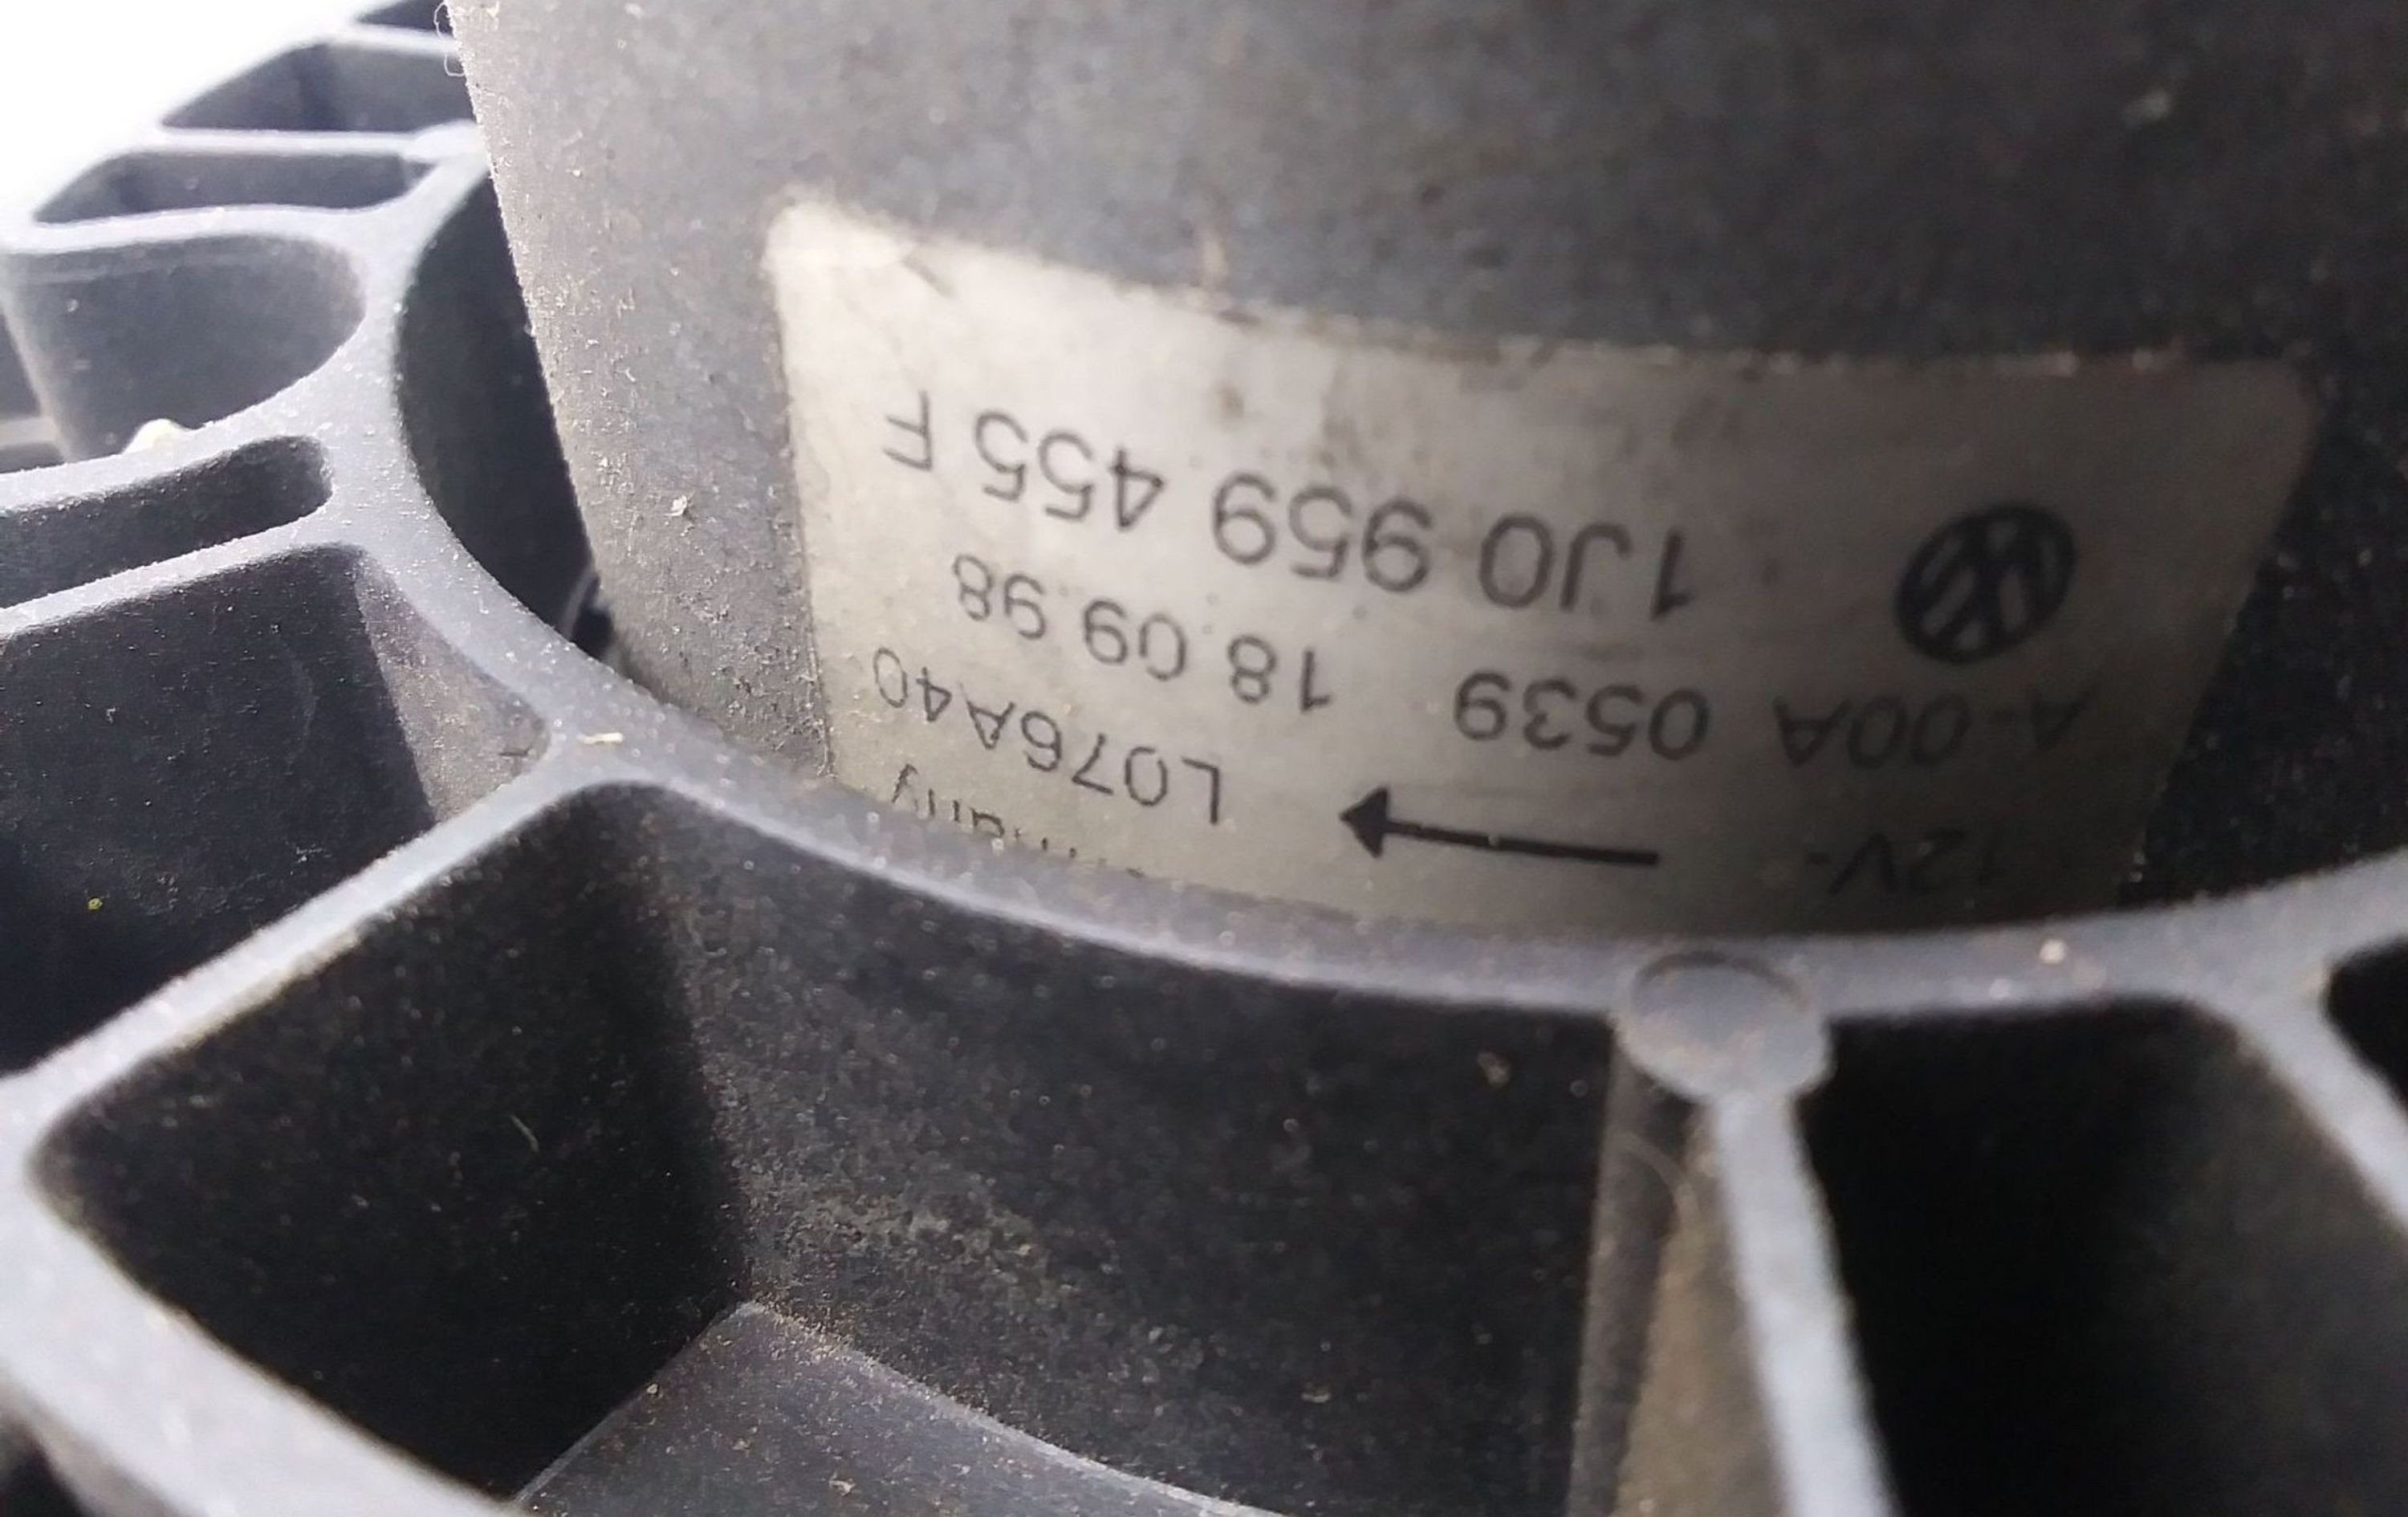 1J0 959 455 F
A-00A 0539 18 09 98
12V- L076A40